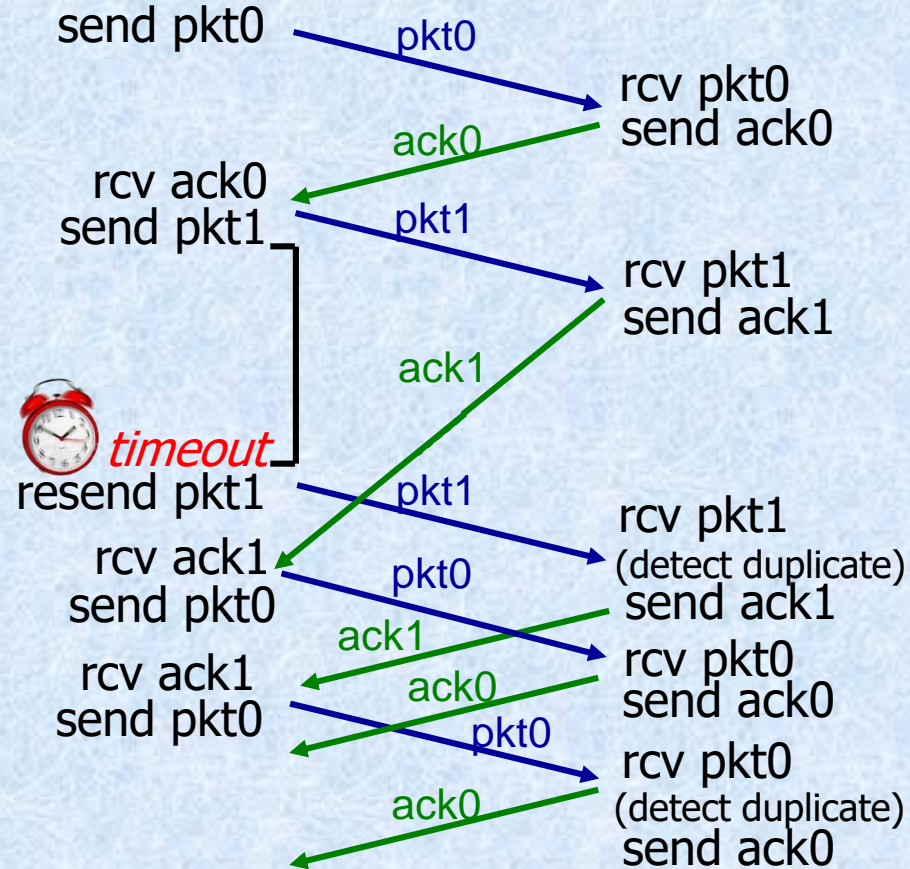 send pkt0
pkt0
rcv pkt0
send ack0
ack0
rcv ack0
send pkt1
pkt1
rcv pkt1
send ack1
ack1
timeout
resend pkt1
pkt1
rcv pkt1
(detect duplicate)
send ack1
rcv ack1
send pkt0
pkt0
ack1
rcv pkt0
send ack0
rcv ack1
send pkt0
ack0
pkt0
rcv pkt0
(detect duplicate)
send ack0
ack0